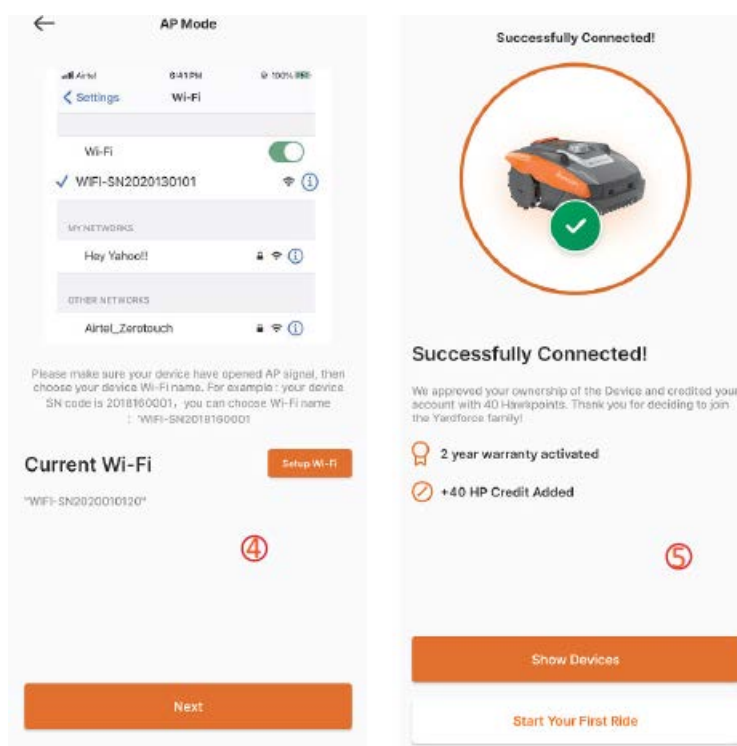 AP Mode
Airtel 6:41 PM 100%
Settings Wi-Fi
Wi-Fi
WIFI-SN2020130101
MY NETWORKS
Hey Yahoo!!
OTHER NETWORKS
Airtel_Zerotouch
Please make sure your device have opened AP signal, then
choose your device Wi-Fi name. For example : your device
SN code is 2018160001, you can choose Wi-Fi name
: 'WIFI-SN2018160001
Current Wi-Fi
Setup Wi-Fi
"WIFI-SN2020010120"
④
Next
Successfully Connected!
Successfully Connected!
We approved your ownership of the Device and credited your
account with 40 Hawkpoints. Thank you for deciding to join
the Yardforce family!
2 year warranty activated
+40 HP Credit Added
⑤
Show Devices
Start Your First Ride